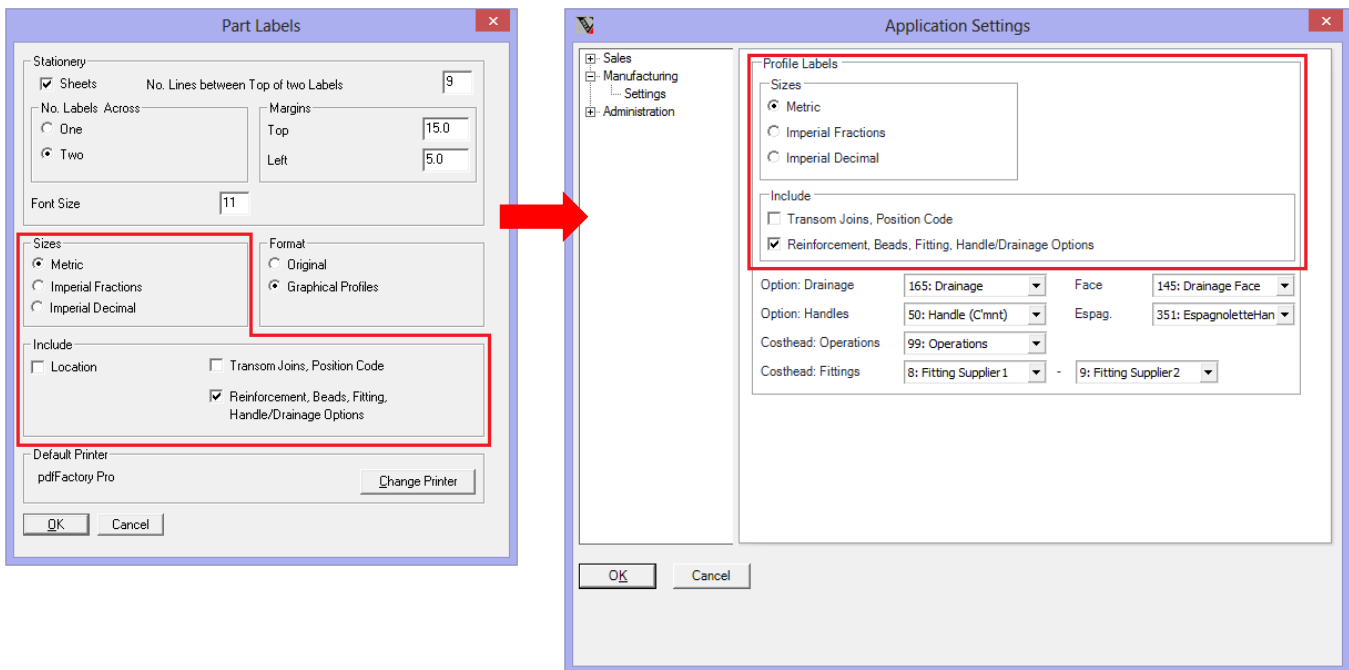 Part Labels
Stationery
Sheets No. Lines between Top of two Labels 9
No. Labels Across
One
Two
Margins
Top 15.0
Left 5.0
Font Size 11
Sizes
Metric
Imperial Fractions
Imperial Decimal
Format
Original
Graphical Profiles
Include
Location
Transom Joins, Position Code
Reinforcement, Beads, Fitting,
Handle/Drainage Options
Default Printer
pdfFactory Pro Change Printer
OK Cancel
Application Settings
Sales
Manufacturing
Settings
Administration
Profile Labels
Sizes
Metric
Imperial Fractions
Imperial Decimal
Include
Transom Joins, Position Code
Reinforcement, Beads, Fitting, Handle/Drainage Options
Option: Drainage 165: Drainage Face 145: Drainage Face
Option: Handles 50: Handle (C'mnt) Espag. 351: EspagnoletteHan
Costhead: Operations 99: Operations
Costhead: Fittings 8: Fitting Supplier1 - 9: Fitting Supplier2
OK Cancel